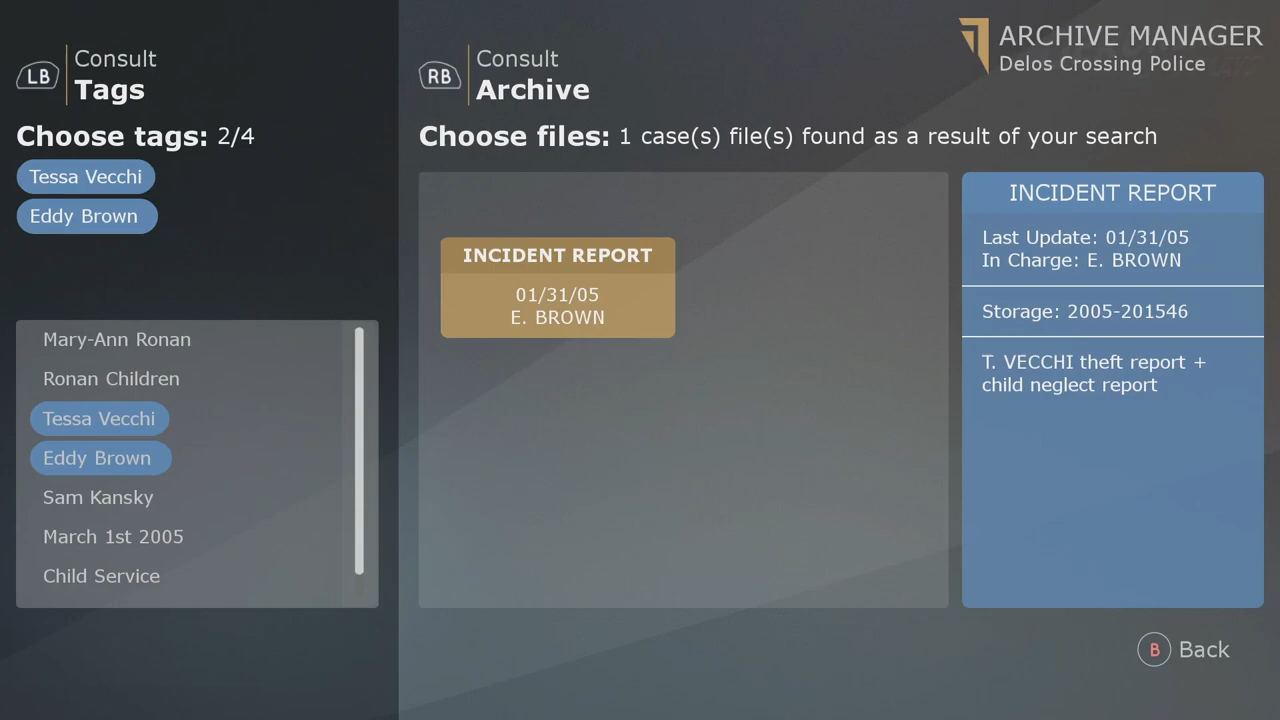 LB
Consult
Tags
Choose tags: 2/4
Tessa Vecchi
Eddy Brown
Mary-Ann Ronan
Ronan Children
Tessa Vecchi
Eddy Brown
Sam Kansky
March 1st 2005
Child Service
RB
Consult
Archive
ARCHIVE MANAGER
Delos Crossing Police
Choose files: 1 case(s) file(s) found as a result of your search
INCIDENT REPORT
01/31/05
E. BROWN
INCIDENT REPORT
Last Update: 01/31/05
In Charge: E. BROWN
Storage: 2005-201546
T. VECCHI theft report +
child neglect report
B Back